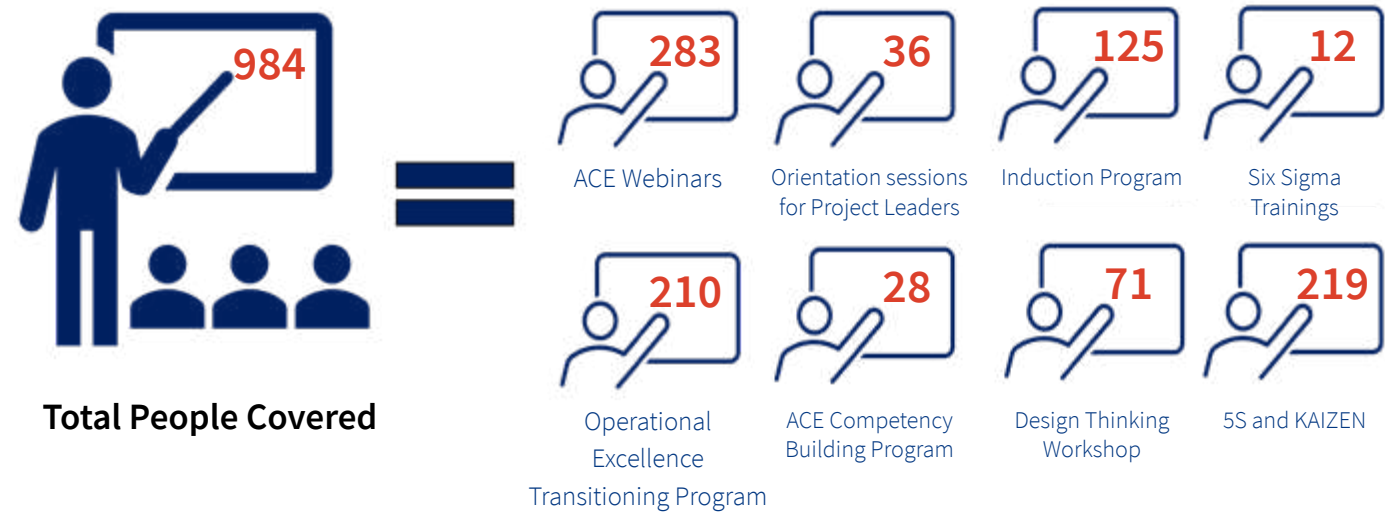 984
Total People Covered
283
ACE Webinars
36
Orientation sessions
for Project Leaders
125
Induction Program
12
Six Sigma
Trainings
210
Operational
Excellence
Transitioning Program
28
ACE Competency
Building Program
71
Design Thinking
Workshop
219
5S and KAIZEN